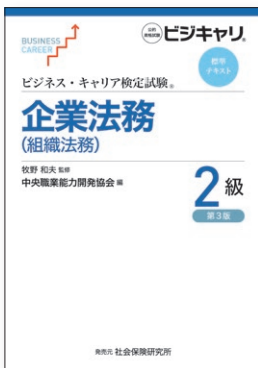 BUSINESS
CAREER
公的
資格試験
ビジキャリ®
標準
テキスト
ビジネス・キャリア検定試験®
企業法務
(組織法務)
牧野 和夫 監修
中央職業能力開発協会 編
2級
第3版
発売元 社会保険研究所